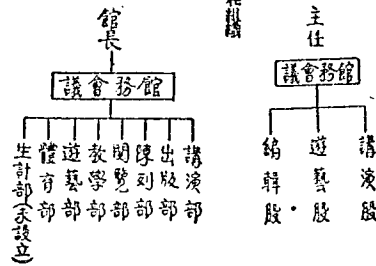 主任
館務會議
講演股
遊藝股
編輯股
館長
館務會議
講演部
出版部
陳列部
閱覽部
教學部
遊藝部
體育部
生計部(未設立)